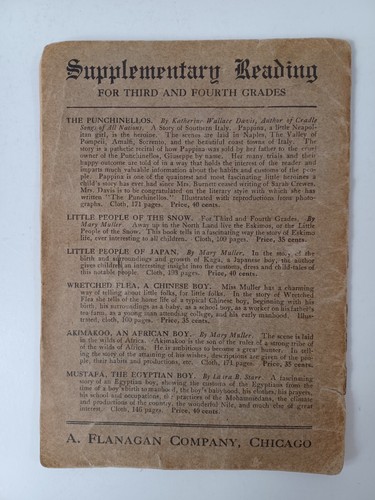 Supplementary Reading
FOR THIRD AND FOURTH GRADES
THE PUNCHINELLOS. By Katherine Wallace Davis, Author of Cradle
Songs of All Nations. A Story of Southern Italy. Pappina, a little Neapol-
itan girl, is the heroine. The scenes are laid in Naples, The Valley of
Pompeii, Amalfi, Sorrento, and the beautiful coast towns of Italy. The
story is a pathetic recital of how Pappina was sold by her father to the cruel
owner of the Punchinellos, Giuseppe by name. Her many trials and their
happy outcome are told of in a way that holds the interest of the reader and
imparts much valuable information about the habits and customs of the peo-
ple. Pappina is one of the quaintest and most fascinating little heroines a
child's story has ever had since Mrs. Burnett ceased writing of Sarah Crewes.
Mrs. Davis is to be congratulated on the literary style with which she has
written "The Punchinellos." Illustrated with reproductions from photo-
graphs. Cloth, 171 pages. Price, 40 cents.
LITTLE PEOPLE OF THE SNOW. For Third and Fourth Grades. By
Mary Muller. Away up in the North Land live the Eskimos, or the Little
People of the Snow. This book tells in a fascinating way the story of Eskimo
life, ever interesting to all children. Cloth, 100 pages. Price, 35 cents.
LITTLE PEOPLE OF JAPAN. By Mary Muller. In the story of the
birth and surroundings and growth of Kaga, a Japanese boy, the author
gives children an interesting insight into the customs, dress and child-tales of
this notable people. Cloth, pages. Price, 40 cents.
WRETCHED FLEA, A CHINESE BOY. Miss Muller has a charming
way of telling about little folks, for little folks. In the story of Wretched
Flea she tells of the home life of a typical Chinese boy, beginning with his
birth, his surroundings as a baby, as a school boy, as a worker on his father's
tea farm, as a young man attending college, and his early manhood. Illus-
trated, cloth, pages. Price, 35 cents.
AKIMAKOO, AN AFRICAN BOY. By Mary Muller. The scene is laid
in the wilds of Africa. Akimakoo is the son of the rulers of a strong tribe of
of the wilds of Africa. He is ambitious to become a great hunter. In tell-
ing the story of the attaining of his wishes, descriptions are given of the peo-
ple, their habits and productions, etc. Cloth, 171 pages. Price, 35 cents.
MUSTAFA, THE EGYPTIAN BOY. By Laura R. Starr. A fascinating
story of an Egyptian boy, showing the customs of the Egyptians from the
time of a boy's birth to manhood, the boy's babyhood, his clothes, his prayers,
his school and occupations, the practices of the Mohammedans, the climate
and productions of the country, the wonderful Nile, and much else of great
interest. Cloth, 146 pages. Price, 40 cents.
A. FLANAGAN COMPANY, CHICAGO